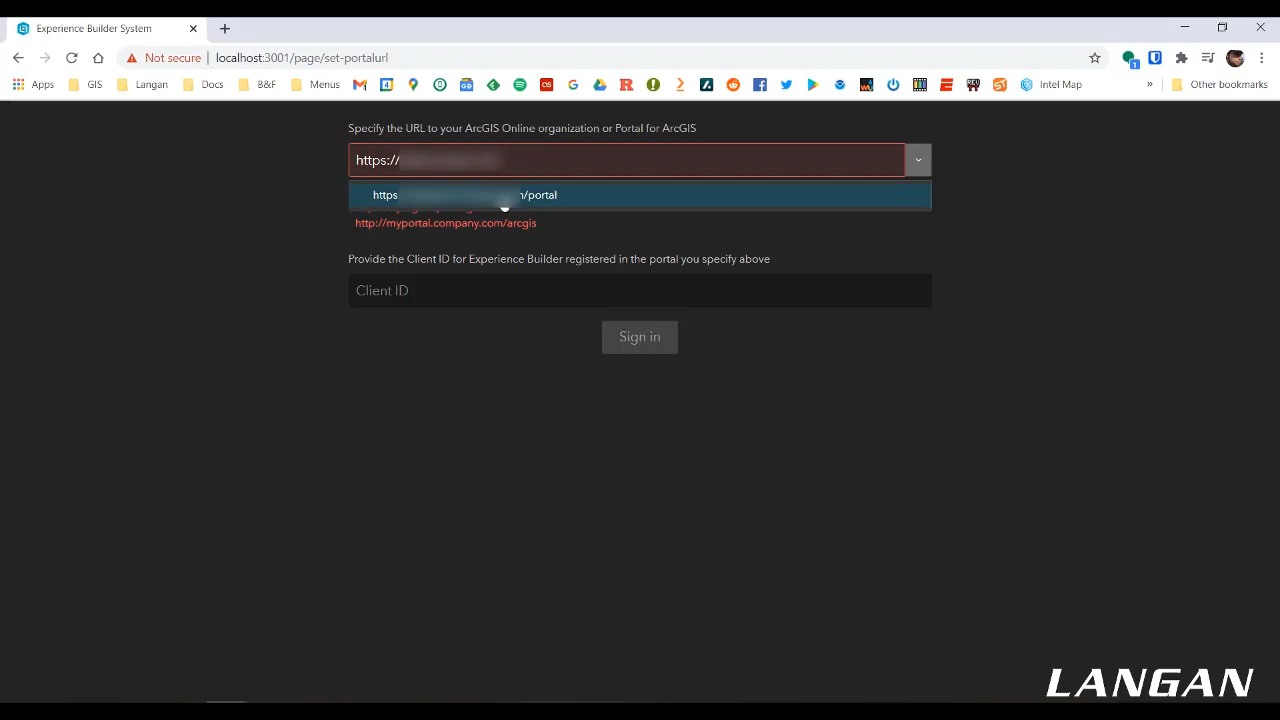 Experience Builder System
Not secure
localhost:3001/page/set-portalurl
Apps
GIS
Langan
Docs
B&F
Menus
Intel Map
»
Other bookmarks
Specify the URL to your ArcGIS Online organization or Portal for ArcGIS
https://
https
/portal
http://myportal.company.com/arcgis
Provide the Client ID for Experience Builder registered in the portal you specify above
Client ID
Sign in
LANGAN